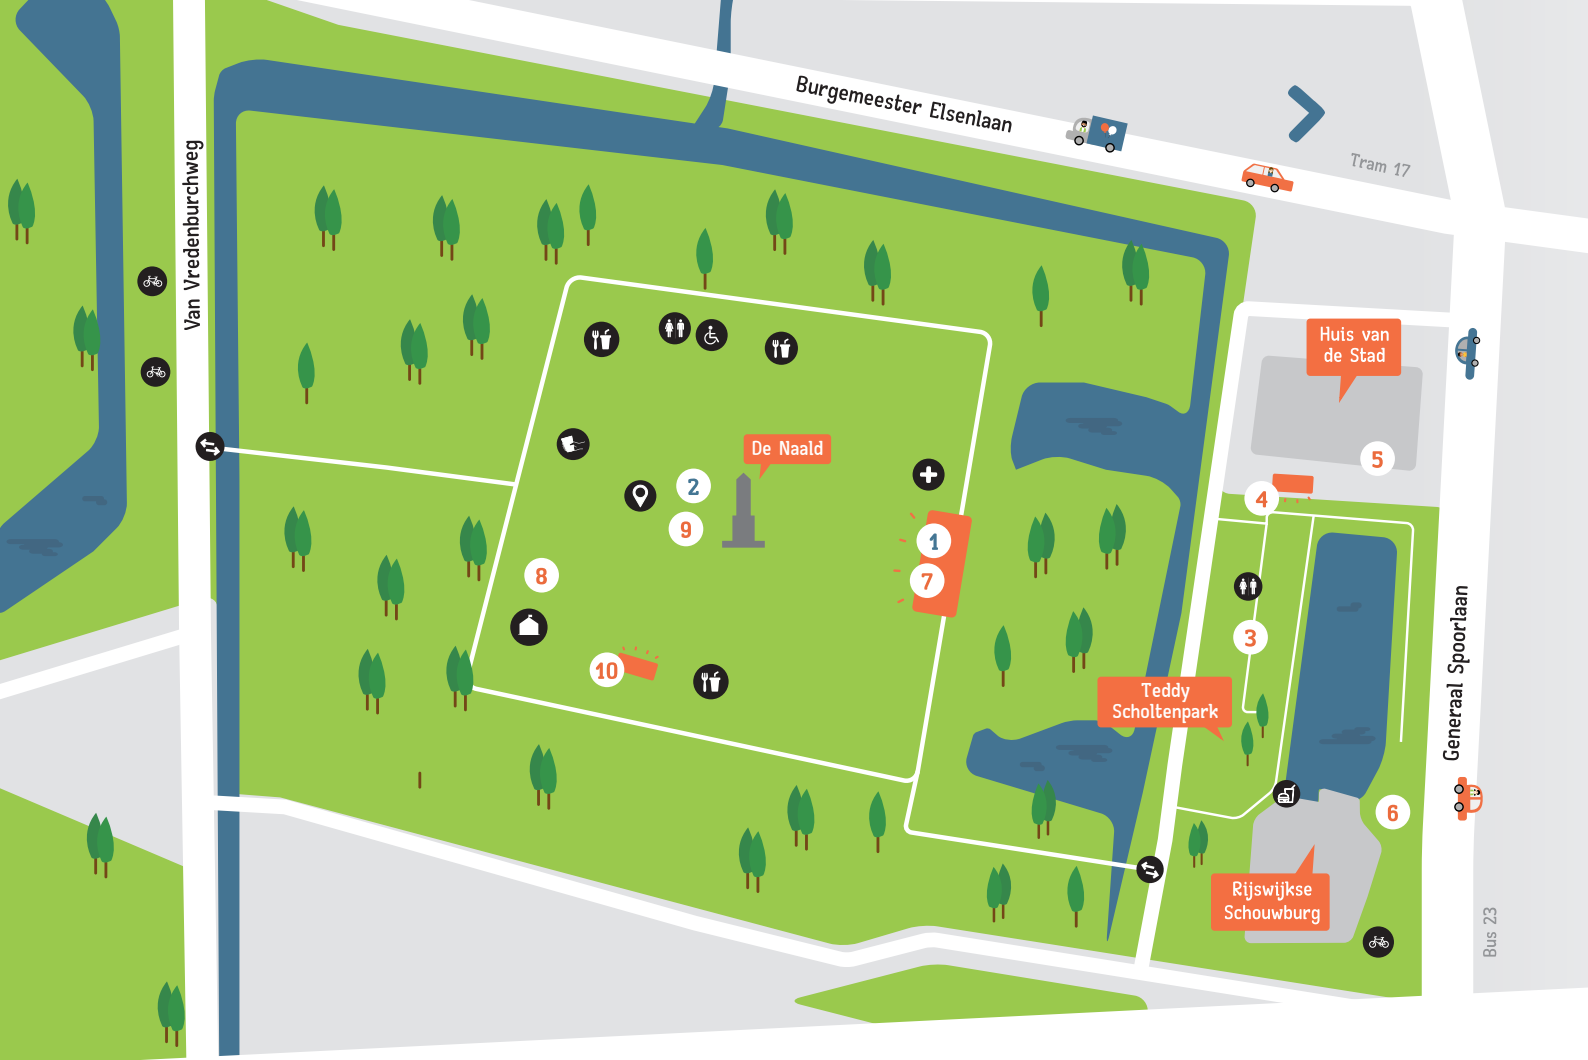 Burgemeester Elsenlaan
Tram 17
Van Vredenburchweg
Huis van
de Stad
De Naald
5
2
4
9
1
8
7
3
10
Teddy
Scholtenpark
Generaal Spoorlaan
6
Rijswijkse
Schouwburg
Bus 23